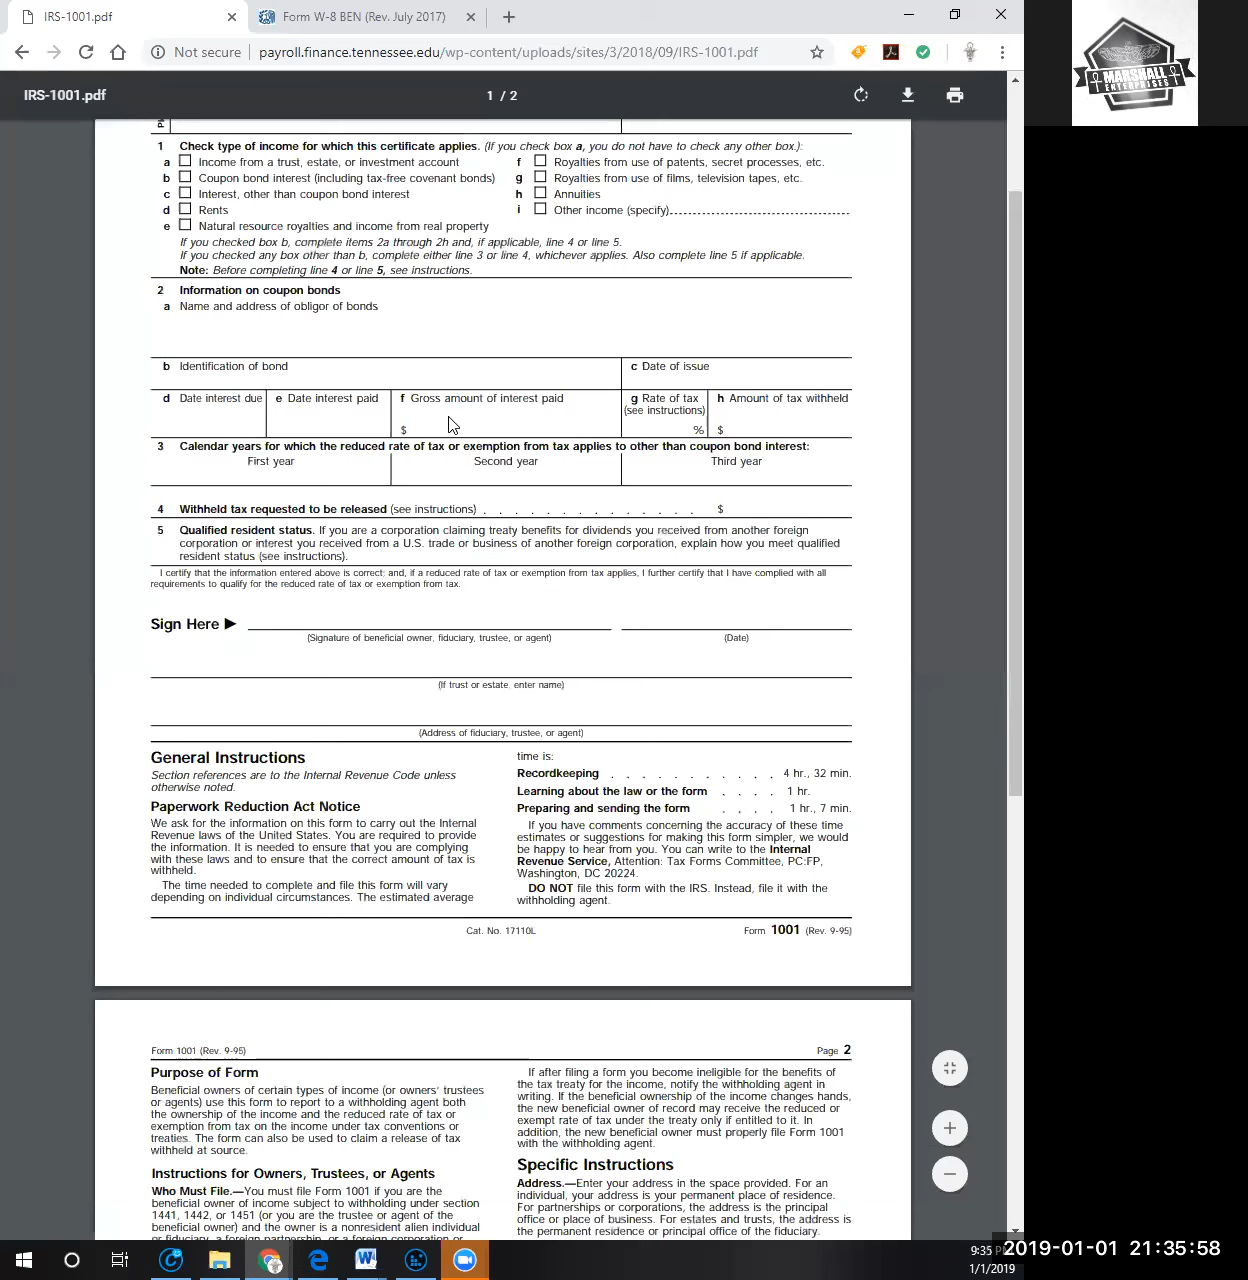 IRS-1001.pdf
Form W-8 BEN (Rev. July 2017)
Not secure | payroll.finance.tennessee.edu/wp-content/uploads/sites/3/2018/09/IRS-1001.pdf
MARSHALL
ENTERPRISES
IRS-1001.pdf
1 / 2
1 Check type of income for which this certificate applies. (If you check box a, you do not have to check any other box.):
a Income from a trust, estate, or investment account
b Coupon bond interest (including tax-free covenant bonds)
c Interest, other than coupon bond interest
d Rents
e Natural resource royalties and income from real property
f Royalties from use of patents, secret processes, etc.
g Royalties from use of films, television tapes, etc.
h Annuities
i Other income (specify)
If you checked box b, complete items 2a through 2h and, if applicable, line 4 or line 5.
If you checked any box other than b, complete either line 3 or line 4, whichever applies. Also complete line 5 if applicable.
Note: Before completing line 4 or line 5, see instructions.
2 Information on coupon bonds
a Name and address of obligor of bonds
b Identification of bond
c Date of issue
d Date interest due
e Date interest paid
f Gross amount of interest paid
$
g Rate of tax
(see instructions)
%
h Amount of tax withheld
$
3 Calendar years for which the reduced rate of tax or exemption from tax applies to other than coupon bond interest:
First year
Second year
Third year
4 Withheld tax requested to be released (see instructions) . . . . . . . . . . . . . . $
5 Qualified resident status. If you are a corporation claiming treaty benefits for dividends you received from another foreign
corporation or interest you received from a U.S. trade or business of another foreign corporation, explain how you meet qualified
resident status (see instructions).
I certify that the information entered above is correct; and, if a reduced rate of tax or exemption from tax applies, I further certify that I have complied with all
requirements to qualify for the reduced rate of tax or exemption from tax.
Sign Here ▶
(Signature of beneficial owner, fiduciary, trustee, or agent)
(Date)
(If trust or estate, enter name)
(Address of fiduciary, trustee, or agent)
General Instructions
Section references are to the Internal Revenue Code unless
otherwise noted.
Paperwork Reduction Act Notice
We ask for the information on this form to carry out the Internal
Revenue laws of the United States. You are required to provide
the information. It is needed to ensure that you are complying
with these laws and to ensure that the correct amount of tax is
withheld.
The time needed to complete and file this form will vary
depending on individual circumstances. The estimated average
time is:
Recordkeeping . . . . . . . . . . . 4 hr., 32 min.
Learning about the law or the form . . . . 1 hr.
Preparing and sending the form . . . . 1 hr., 7 min.
If you have comments concerning the accuracy of these time
estimates or suggestions for making this form simpler, we would
be happy to hear from you. You can write to the Internal
Revenue Service, Attention: Tax Forms Committee, PC:FP,
Washington, DC 20224.
DO NOT file this form with the IRS. Instead, file it with the
withholding agent.
Cat. No. 17110L
Form 1001 (Rev. 9-95)
Form 1001 (Rev. 9-95)
Page 2
Purpose of Form
Beneficial owners of certain types of income (or owners' trustees
or agents) use this form to report to a withholding agent both
the ownership of the income and the reduced rate of tax or
exemption from tax on the income under tax conventions or
treaties. The form can also be used to claim a release of tax
withheld at source.
Instructions for Owners, Trustees, or Agents
Who Must File.—You must file Form 1001 if you are the
beneficial owner of income subject to withholding under section
1441, 1442, or 1451 (or you are the trustee or agent of the
beneficial owner) and the owner is a nonresident alien individual
or fiduciary, a foreign partnership, or a foreign corporation or
If after filing a form you become ineligible for the benefits of
the tax treaty for the income, notify the withholding agent in
writing. If the beneficial ownership of the income changes hands,
the new beneficial owner of record may receive the reduced or
exempt rate of tax under the treaty only if entitled to it. In
addition, the new beneficial owner must properly file Form 1001
with the withholding agent.
Specific Instructions
Address.—Enter your address in the space provided. For an
individual, your address is your permanent place of residence.
For partnerships or corporations, the address is the principal
office or place of business. For estates and trusts, the address is
the permanent residence or principal office of the fiduciary.
9:35 P
1/1/2019
2019-01-01 21:35:58